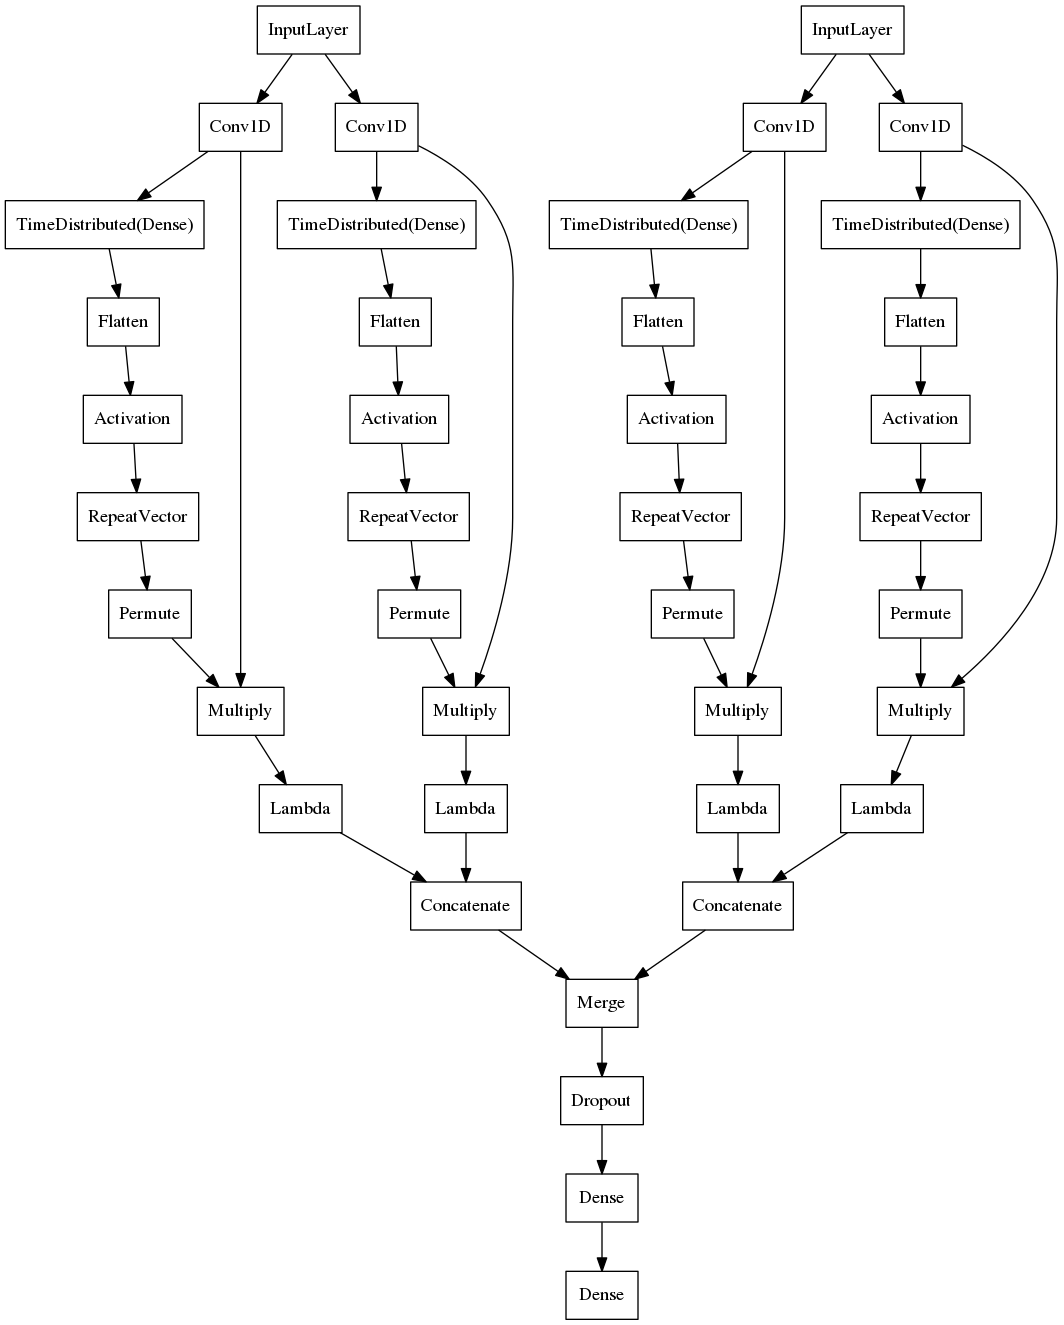 InputLayer
InputLayer
Conv1D
Conv1D
Conv1D
Conv1D
TimeDistributed(Dense)
TimeDistributed(Dense)
TimeDistributed(Dense)
TimeDistributed(Dense)
Flatten
Flatten
Flatten
Flatten
Activation
Activation
Activation
Activation
RepeatVector
RepeatVector
RepeatVector
RepeatVector
Permute
Permute
Permute
Permute
Multiply
Multiply
Multiply
Multiply
Lambda
Lambda
Lambda
Lambda
Concatenate
Concatenate
Merge
Dropout
Dense
Dense